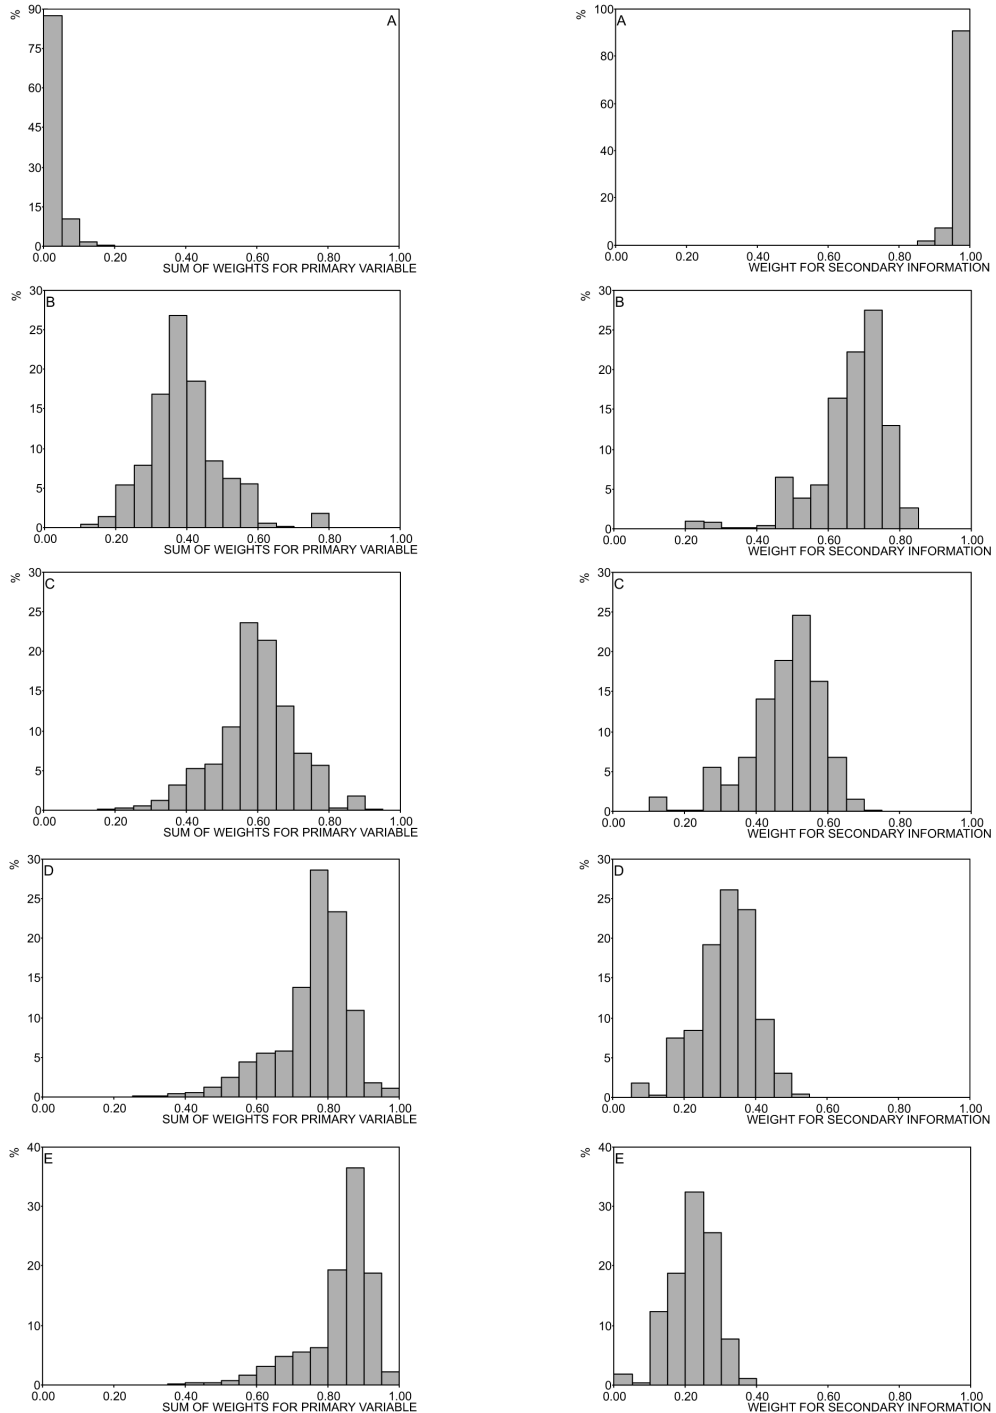 %
90
A
75
60
45
30
15
0
0.00 0.20 0.40 0.60 0.80 1.00
SUM OF WEIGHTS FOR PRIMARY VARIABLE
%
100
A
80
60
40
20
0
0.00 0.20 0.40 0.60 0.80 1.00
WEIGHT FOR SECONDARY INFORMATION
%
30
B
25
20
15
10
5
0
0.00 0.20 0.40 0.60 0.80 1.00
SUM OF WEIGHTS FOR PRIMARY VARIABLE
%
30
B
25
20
15
10
5
0
0.00 0.20 0.40 0.60 0.80 1.00
WEIGHT FOR SECONDARY INFORMATION
%
30
C
25
20
15
10
5
0
0.00 0.20 0.40 0.60 0.80 1.00
SUM OF WEIGHTS FOR PRIMARY VARIABLE
%
30
C
25
20
15
10
5
0
0.00 0.20 0.40 0.60 0.80 1.00
WEIGHT FOR SECONDARY INFORMATION
%
30
D
25
20
15
10
5
0
0.00 0.20 0.40 0.60 0.80 1.00
SUM OF WEIGHTS FOR PRIMARY VARIABLE
%
30
D
25
20
15
10
5
0
0.00 0.20 0.40 0.60 0.80 1.00
WEIGHT FOR SECONDARY INFORMATION
%
40
E
30
20
10
0
0.00 0.20 0.40 0.60 0.80 1.00
SUM OF WEIGHTS FOR PRIMARY VARIABLE
%
40
E
30
20
10
0
0.00 0.20 0.40 0.60 0.80 1.00
WEIGHT FOR SECONDARY INFORMATION